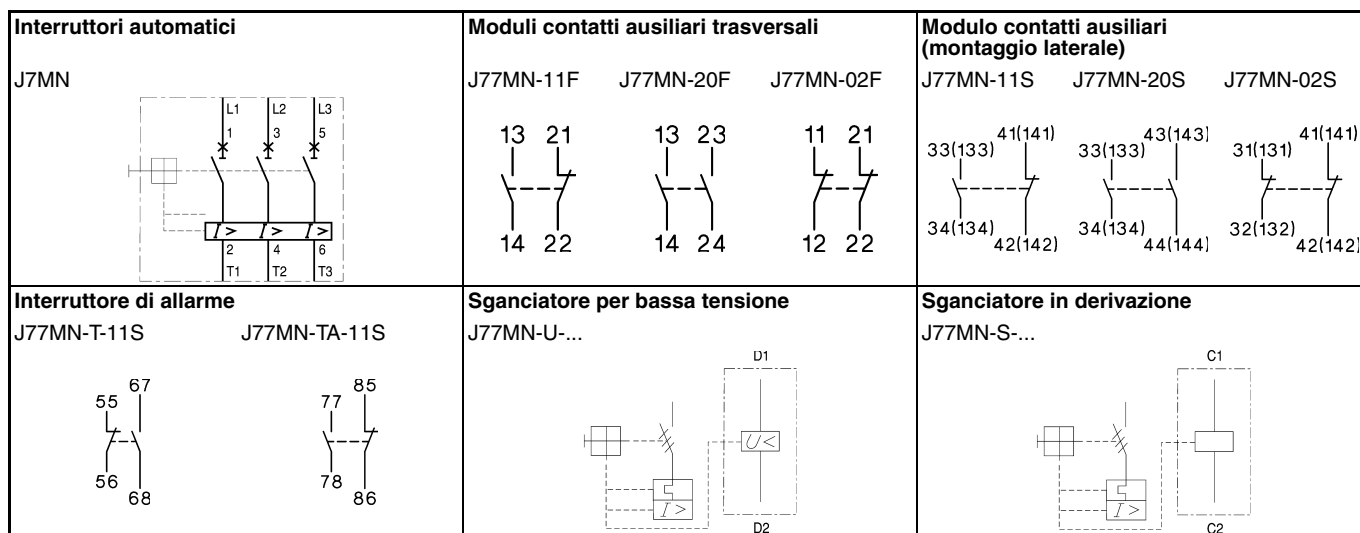 Interruttori automatici
J7MN
L1 L2 L3
1 3 5
I > I > I >
2 4 6
T1 T2 T3
Moduli contatti ausiliari trasversali
J77MN-11F J77MN-20F J77MN-02F
13 21 13 23 11 21
14 22 14 24 12 22
Modulo contatti ausiliari
(montaggio laterale)
J77MN-11S J77MN-20S J77MN-02S
41(141) 43(143) 41(141)
33(133) 33(133) 31(131)
34(134) 34(134) 32(132)
42(142) 44(144) 42(142)
Interruttore di allarme
J77MN-T-11S J77MN-TA-11S
67 85
55 77
56 78
68 86
Sganciatore per bassa tensione
J77MN-U-...
D1
U<
I >
D2
Sganciatore in derivazione
J77MN-S-...
C1
I >
C2